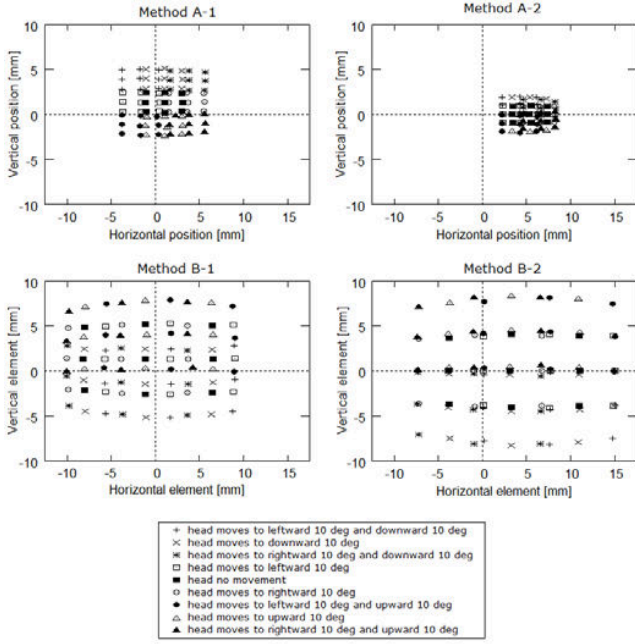 Method A-1
10
5
0
-5
-10
-10
-5
0
5
10
15
Vertical position [mm]
Horizontal position [mm]
Method A-2
10
5
0
-5
-10
-10
-5
0
5
10
15
Vertical position [mm]
Horizontal position [mm]
Method B-1
10
5
0
-5
-10
-10
-5
0
5
10
15
Vertical element [mm]
Horizontal element [mm]
Method B-2
10
5
0
-5
-10
-10
-5
0
5
10
15
Vertical element [mm]
Horizontal element [mm]
head moves to leftward 10 deg and downward 10 deg
head moves to downward 10 deg
head moves to rightward 10 deg and downward 10 deg
head moves to leftward 10 deg
head no movement
head moves to rightward 10 deg
head moves to leftward 10 deg and upward 10 deg
head moves to upward 10 deg
head moves to rightward 10 deg and upward 10 deg